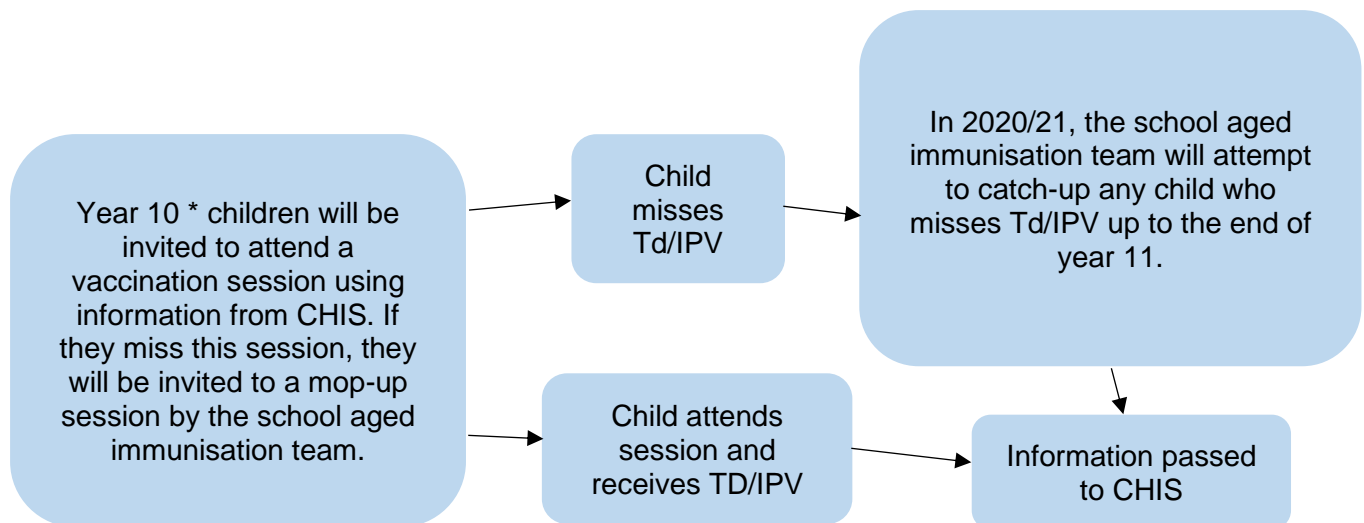 Year 10 * children will be
invited to attend a
vaccination session using
information from CHIS. If
they miss this session, they
will be invited to a mop-up
session by the school aged
immunisation team.
Child
misses
Td/IPV
In 2020/21, the school aged
immunisation team will attempt
to catch-up any child who
misses Td/IPV up to the end of
year 11.
Child attends
session and
receives TD/IPV
Information passed
to CHIS